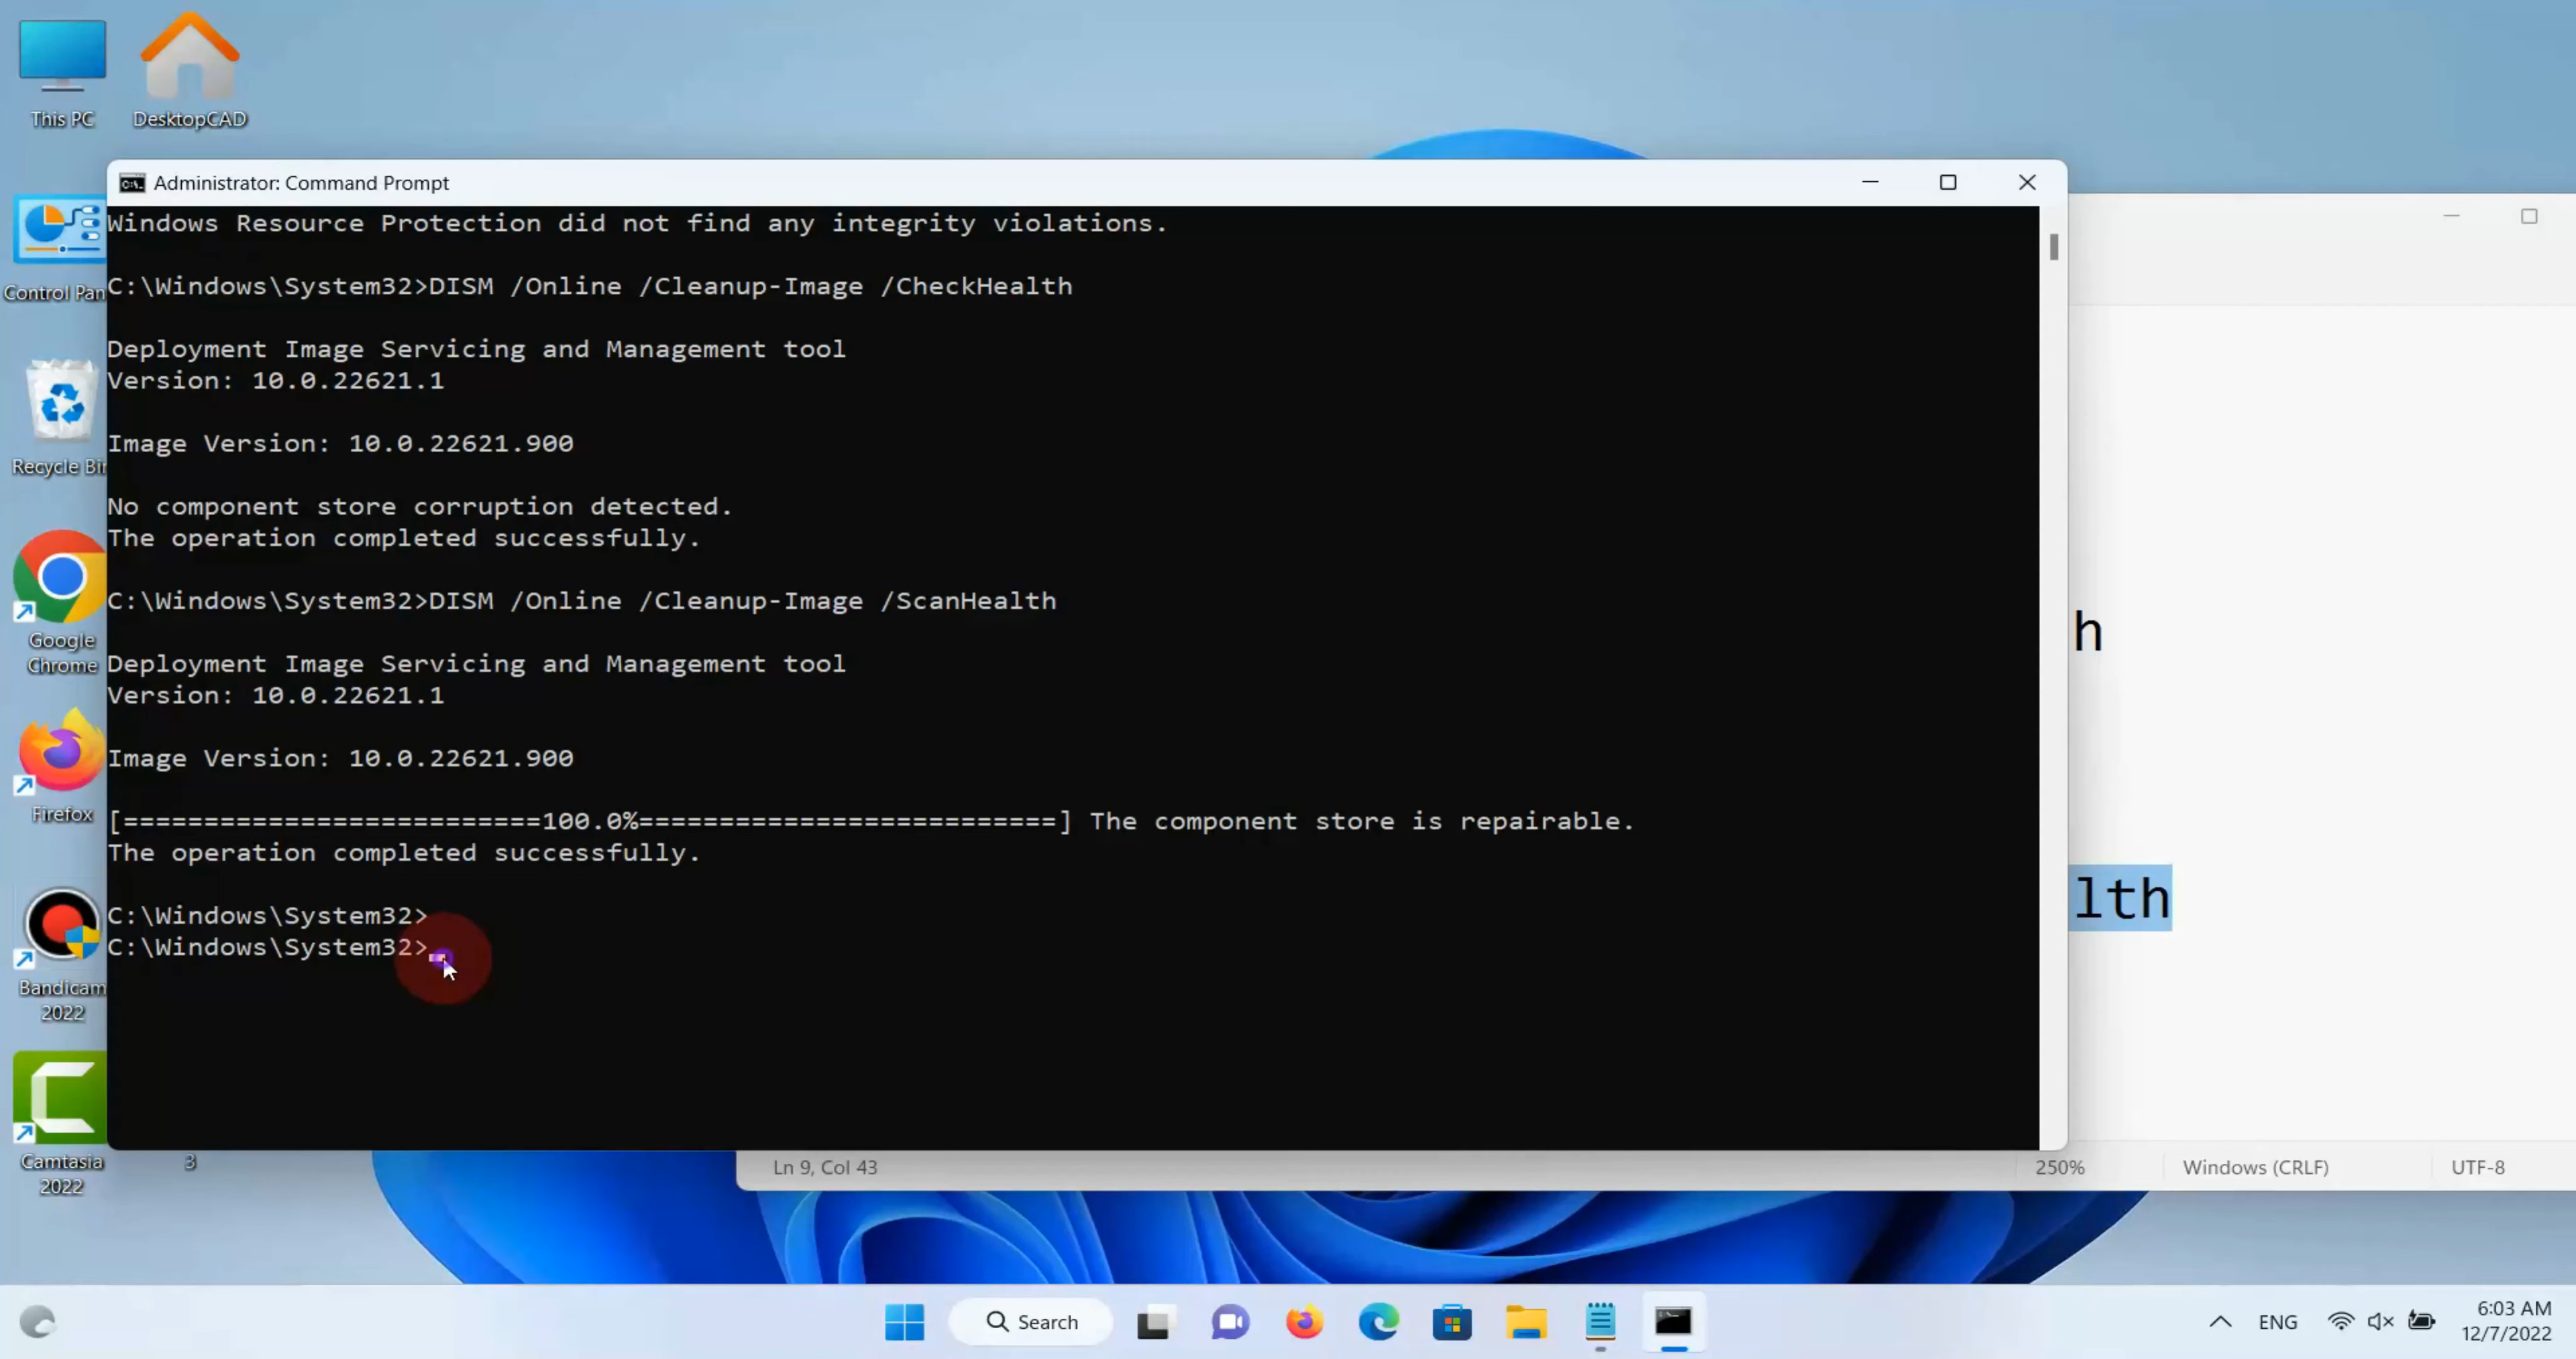 This PC
DesktopCAD
Administrator: Command Prompt
Windows Resource Protection did not find any integrity violations.
C:\Windows\System32>DISM /Online /Cleanup-Image /CheckHealth
Control Pan
Deployment Image Servicing and Management tool
Version: 10.0.22621.1
Image Version: 10.0.22621.900
Recycle Bin
No component store corruption detected.
The operation completed successfully.
C:\Windows\System32>DISM /Online /Cleanup-Image /ScanHealth
Google
Chrome
Deployment Image Servicing and Management tool
Version: 10.0.22621.1
Image Version: 10.0.22621.900
Firefox
[==========================100.0%==========================] The component store is repairable.
The operation completed successfully.
C:\Windows\System32>
C:\Windows\System32>
h
lth
Bandicam
2022
Camtasia
2022
3
Ln 9, Col 43
250%
Windows (CRLF)
UTF-8
Search
ENG
6:03 AM
12/7/2022